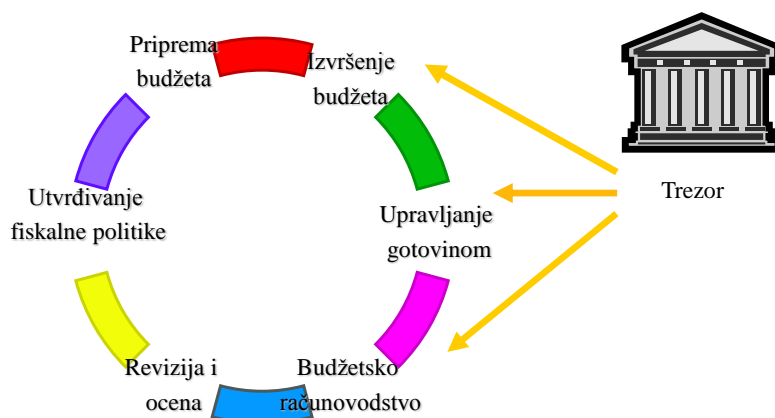 Priprema
budžeta
Izvršenje
budžeta
Trezor
Utvrđivanje
fiskalne politike
Upravljanje
gotovinom
Revizija i
ocena
Budžetsko
računovodstvo